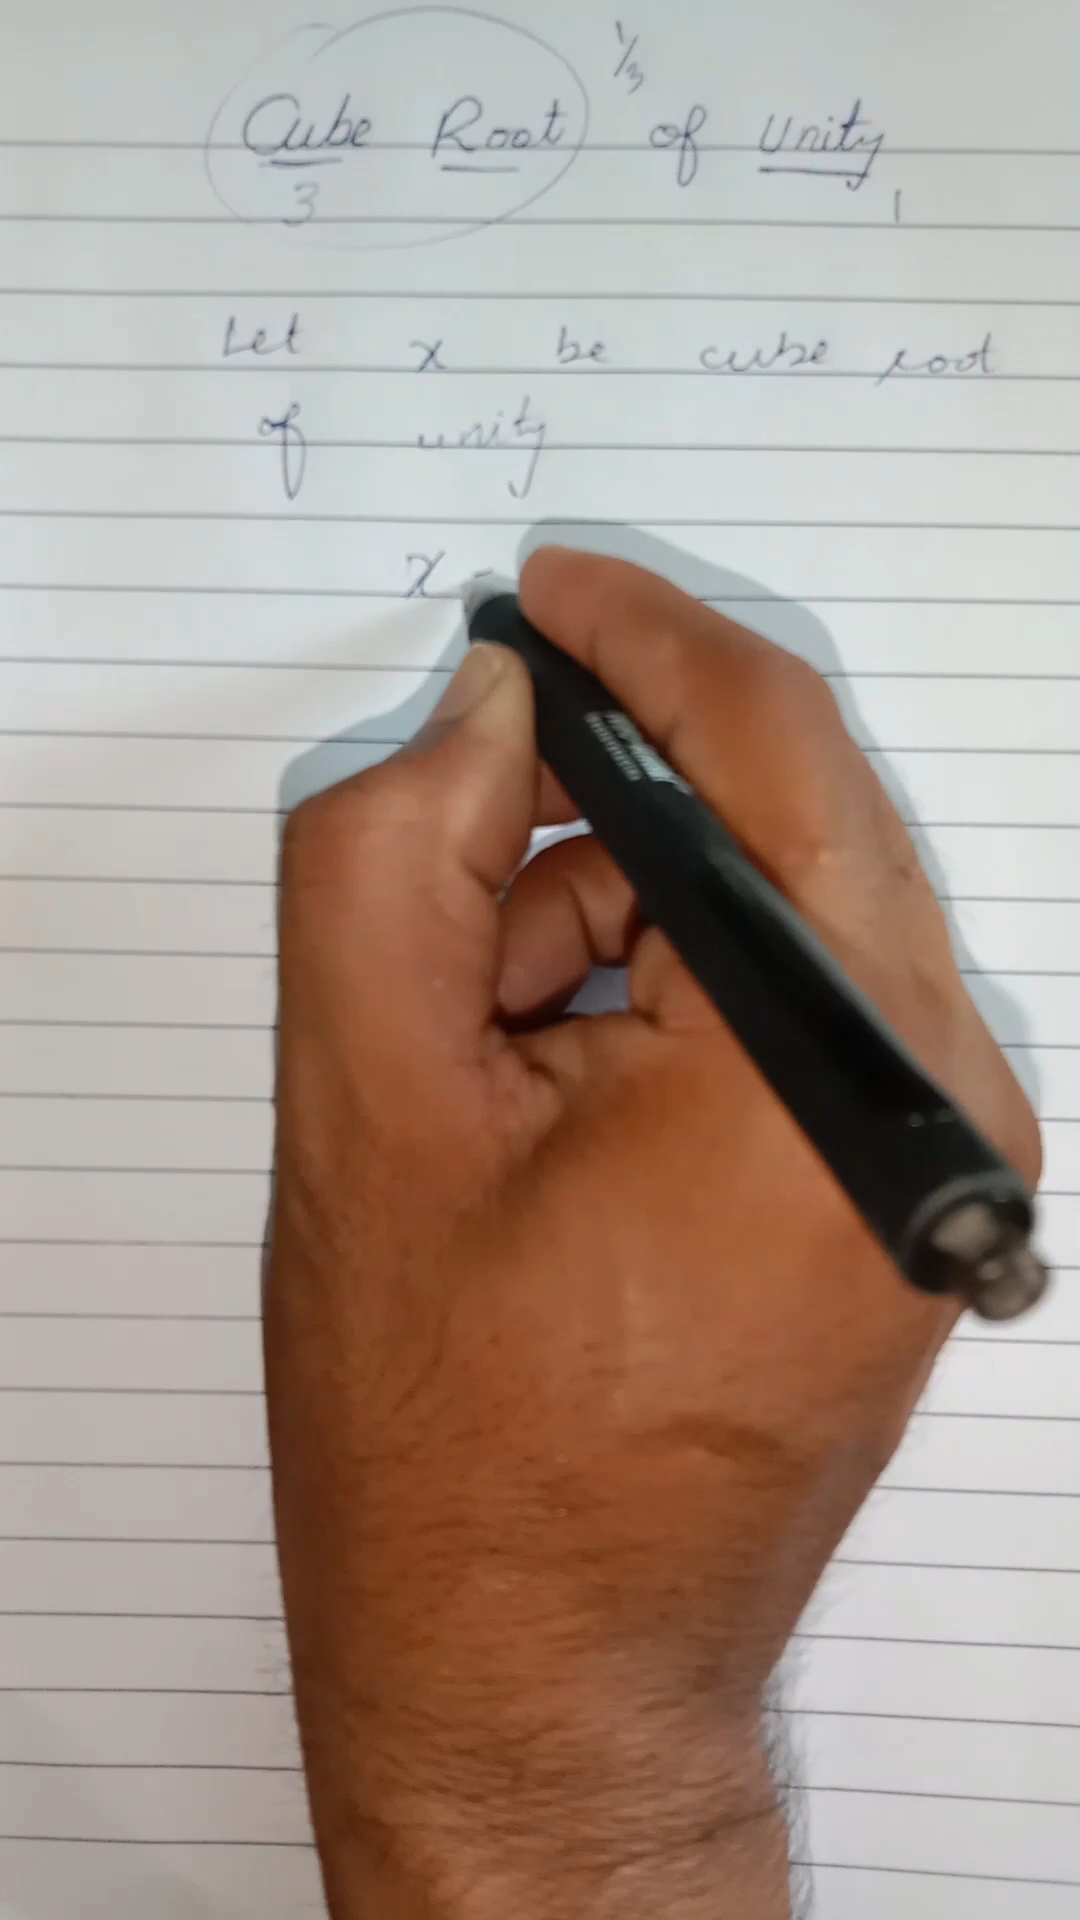 Cube Root 1/3 of Unity
3 1
Let x be cube root
of unity
x =